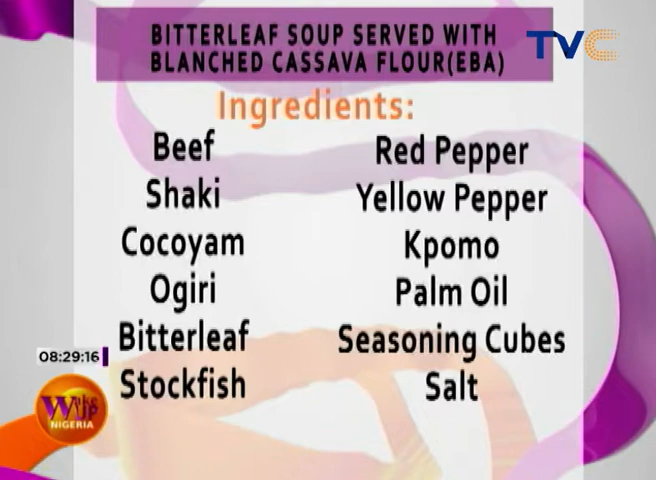 BITTERLEAF SOUP SERVED WITH
BLANCHED CASSAVA FLOUR(EBA)
TVC
Ingredients:
Beef
Shaki
Cocoyam
Ogiri
Bitterleaf
Stockfish
Red Pepper
Yellow Pepper
Kpomo
Palm Oil
Seasoning Cubes
Salt
08:29:16
Wake
UP
NIGERIA